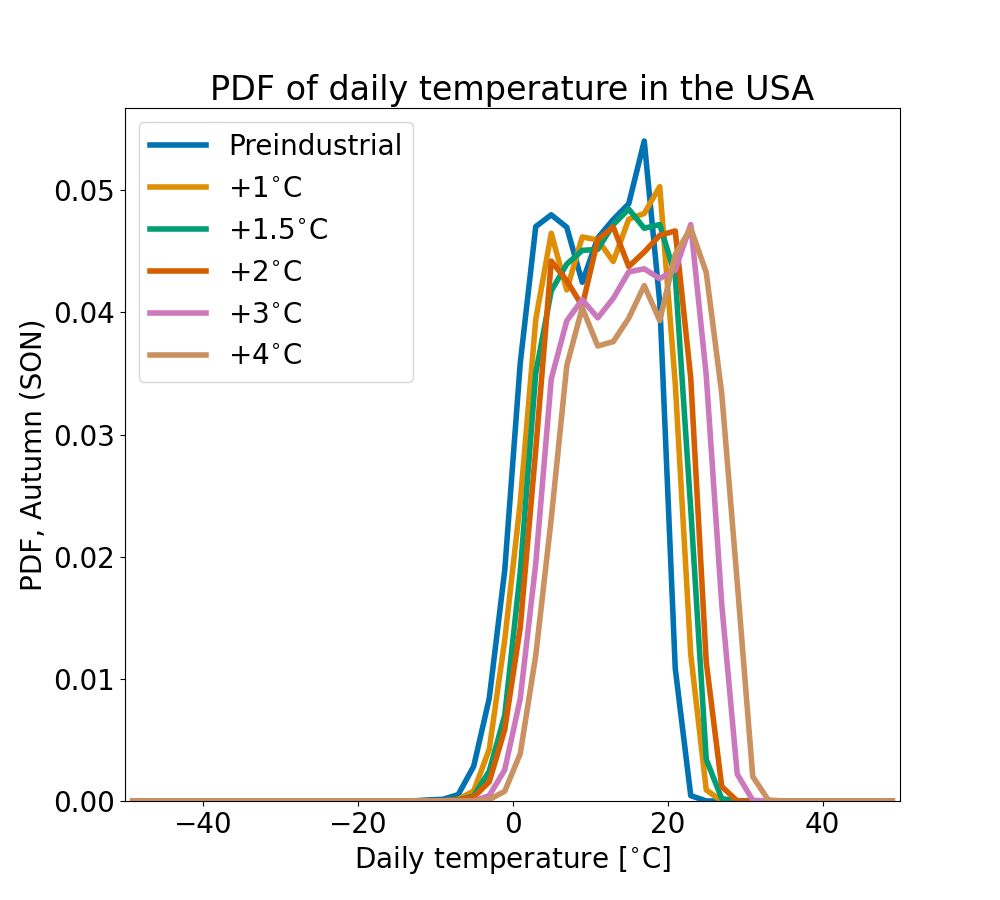 PDF of daily temperature in the USA
Preindustrial
+1°C
+1.5°C
+2°C
+3°C
+4°C
PDF, Autumn (SON)
0.05
0.04
0.03
0.02
0.01
0.00
−40 −20 0 20 40
Daily temperature [°C]